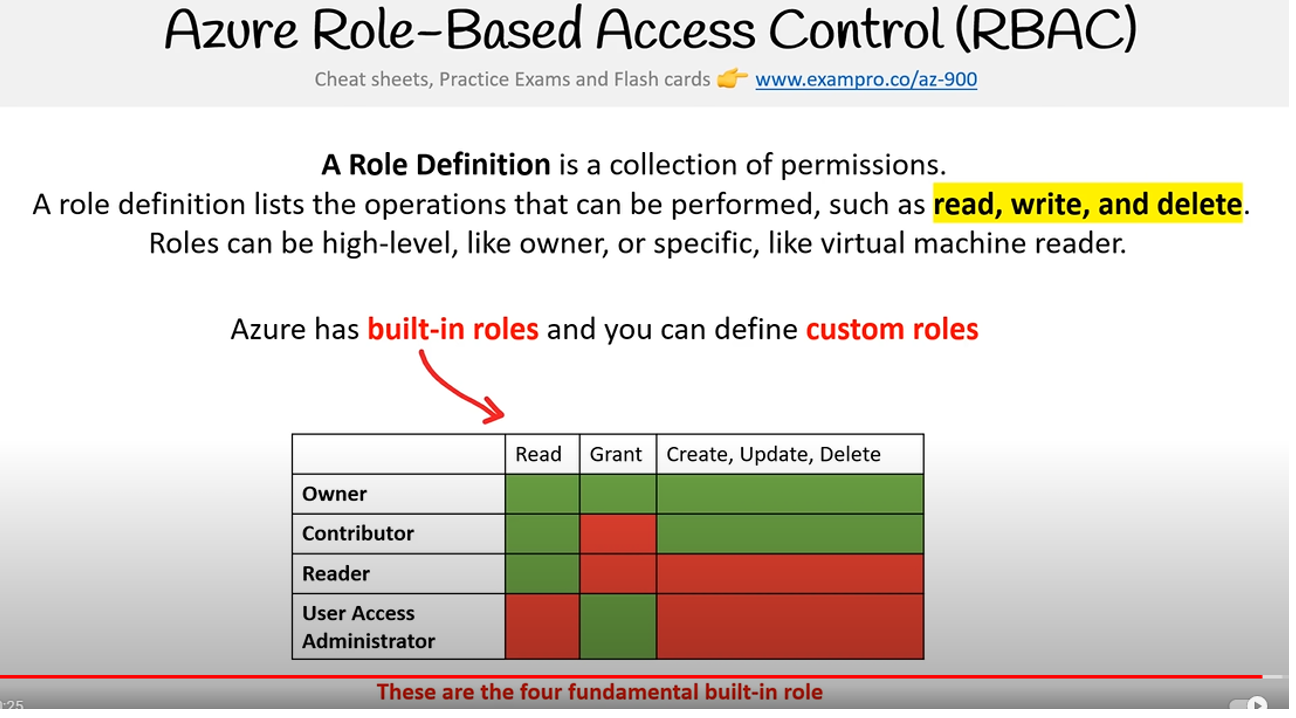 Azure Role-Based Access Control (RBAC)
Cheat sheets, Practice Exams and Flash cards 👉 www.exampro.co/az-900
A Role Definition is a collection of permissions.
A role definition lists the operations that can be performed, such as read, write, and delete.
Roles can be high-level, like owner, or specific, like virtual machine reader.
Azure has built-in roles and you can define custom roles
Read Grant Create, Update, Delete
Owner
Contributor
Reader
User Access
Administrator
These are the four fundamental built-in role